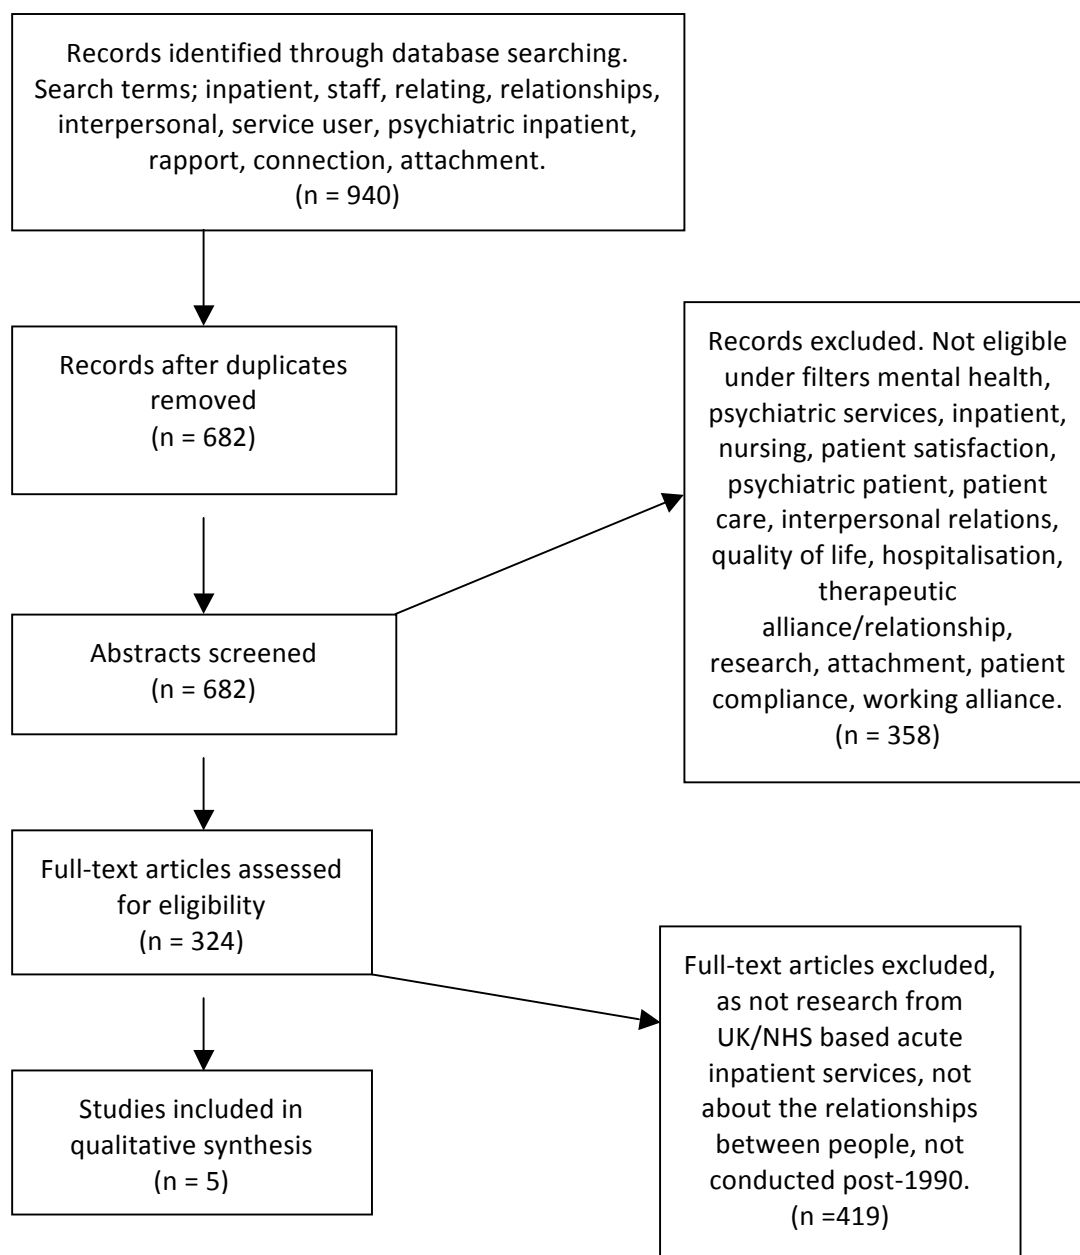 Records identified through database searching.
Search terms; inpatient, staff, relating, relationships,
interpersonal, service user, psychiatric inpatient,
rapport, connection, attachment.
(n = 940)
Records after duplicates
removed
(n = 682)
Records excluded. Not eligible
under filters mental health,
psychiatric services, inpatient,
nursing, patient satisfaction,
psychiatric patient, patient
care, interpersonal relations,
quality of life, hospitalisation,
therapeutic
alliance/relationship,
research, attachment, patient
compliance, working alliance.
(n = 358)
Abstracts screened
(n = 682)
Full-text articles assessed
for eligibility
(n = 324)
Full-text articles excluded,
as not research from
UK/NHS based acute
inpatient services, not
about the relationships
between people, not
conducted post-1990.
(n =419)
Studies included in
qualitative synthesis
(n = 5)